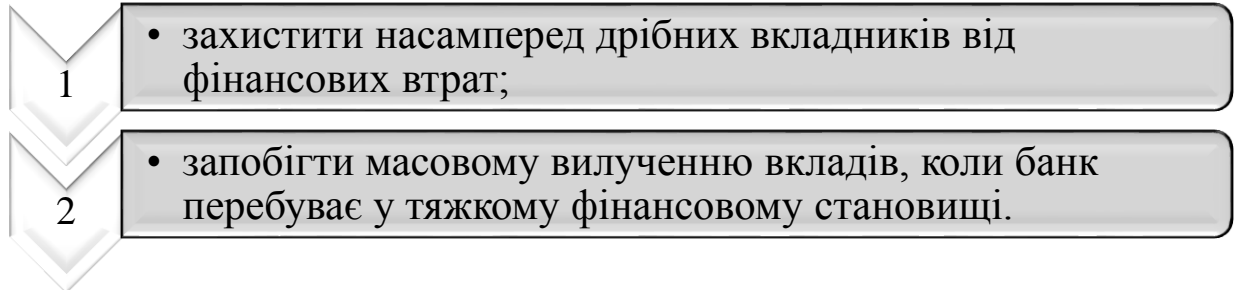 1
• захистити насамперед дрібних вкладників від
фінансових втрат;
2
• запобігти масовому вилученню вкладів, коли банк
перебуває у тяжкому фінансовому становищі.